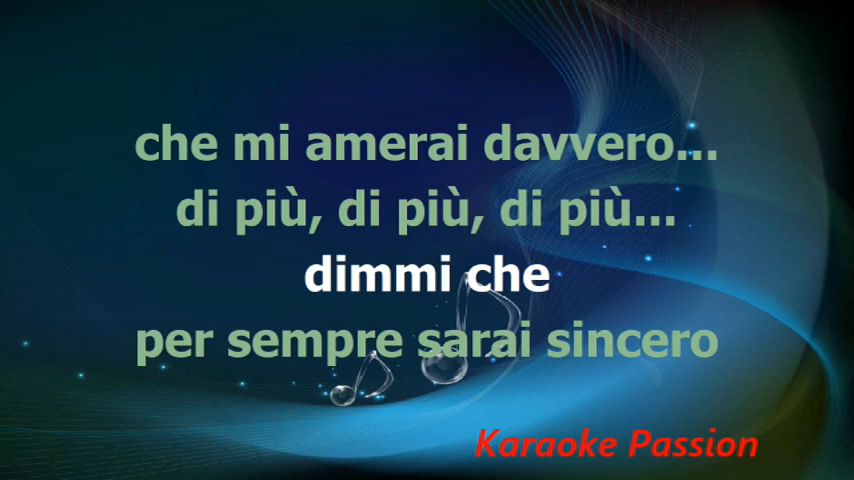 che mi amerai davvero...
di più, di più, di più...
dimmi che
per sempre sarai sincero
Karaoke Passion